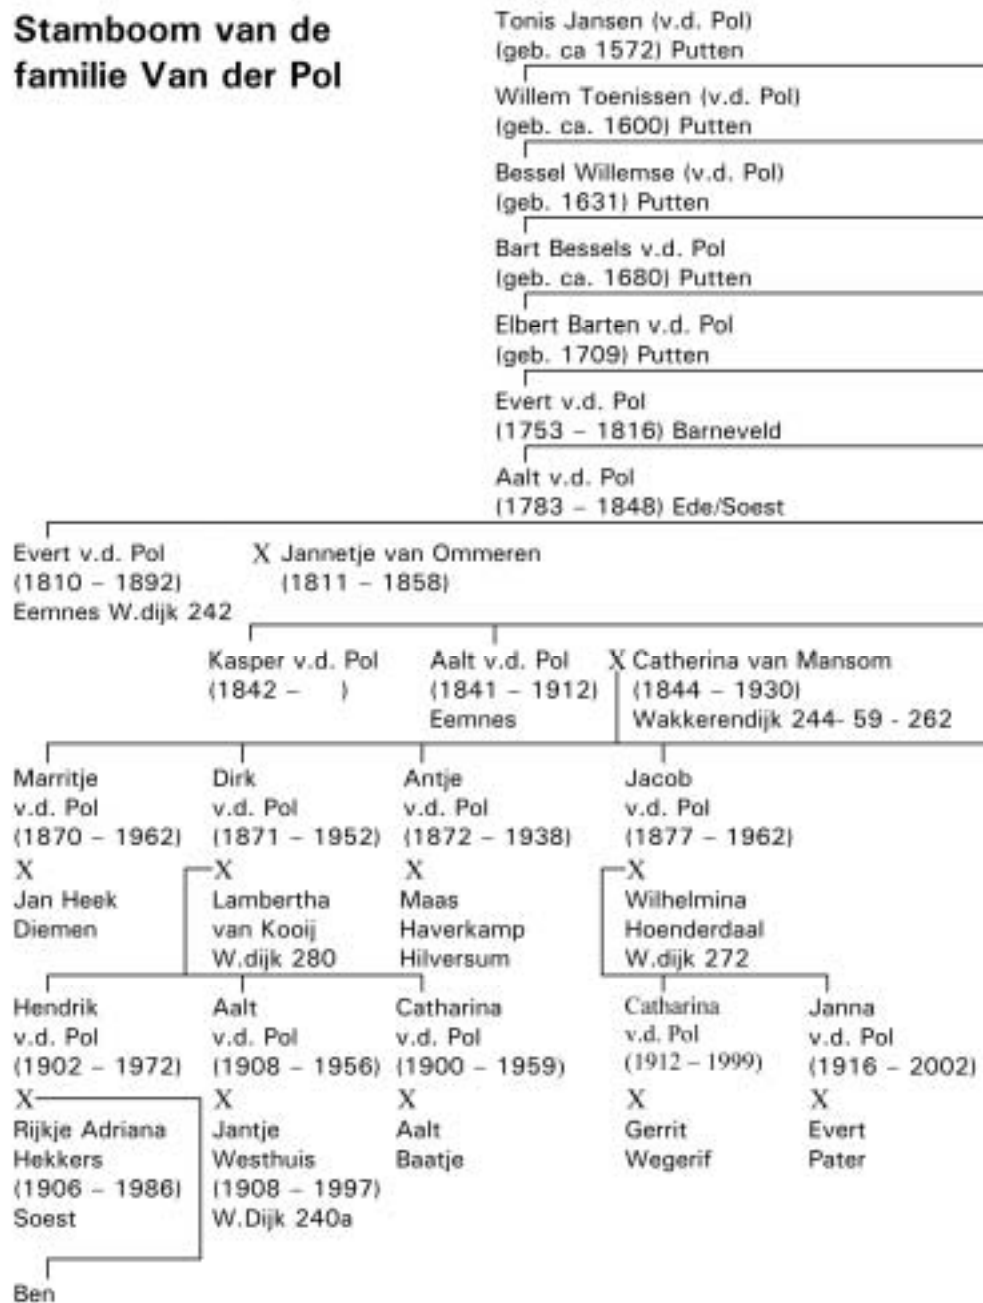 Stamboom van de
familie Van der Pol
Tonis Jansen (v.d. Pol)
(geb. ca 1572) Putten
Willem Toenissen (v.d. Pol)
(geb. ca. 1600) Putten
Bessel Willemse (v.d. Pol)
(geb. 1631) Putten
Bart Bessels v.d. Pol
(geb. ca. 1680) Putten
Elbert Barten v.d. Pol
(geb. 1709) Putten
Evert v.d. Pol
(1753 – 1816) Barneveld
Aalt v.d. Pol
(1783 – 1848) Ede/Soest
Evert v.d. Pol
(1810 – 1892)
Eemnes W.dijk 242
X Jannetje van Ommeren
(1811 – 1858)
Kasper v.d. Pol
(1842 – )
Aalt v.d. Pol
(1841 – 1912)
Eemnes
X Catherina van Mansom
(1844 – 1930)
Wakkerendijk 244- 59 - 262
Marritje
v.d. Pol
(1870 – 1962)
X
Jan Heek
Diemen
Dirk
v.d. Pol
(1871 – 1952)
X
Lambertha
van Kooij
W.dijk 280
Antje
v.d. Pol
(1872 – 1938)
X
Maas
Haverkamp
Hilversum
Jacob
v.d. Pol
(1877 – 1962)
X
Wilhelmina
Hoenderdaal
W.dijk 272
Hendrik
v.d. Pol
(1902 – 1972)
X
Rijkje Adriana
Hekkers
(1906 – 1986)
Soest
Aalt
v.d. Pol
(1908 – 1956)
X
Jantje
Westhuis
(1908 – 1997)
W.Dijk 240a
Catharina
v.d. Pol
(1900 – 1959)
X
Aalt
Baatje
Catharina
v.d. Pol
(1912 – 1999)
X
Gerrit
Wegerif
Janna
v.d. Pol
(1916 – 2002)
X
Evert
Pater
Ben